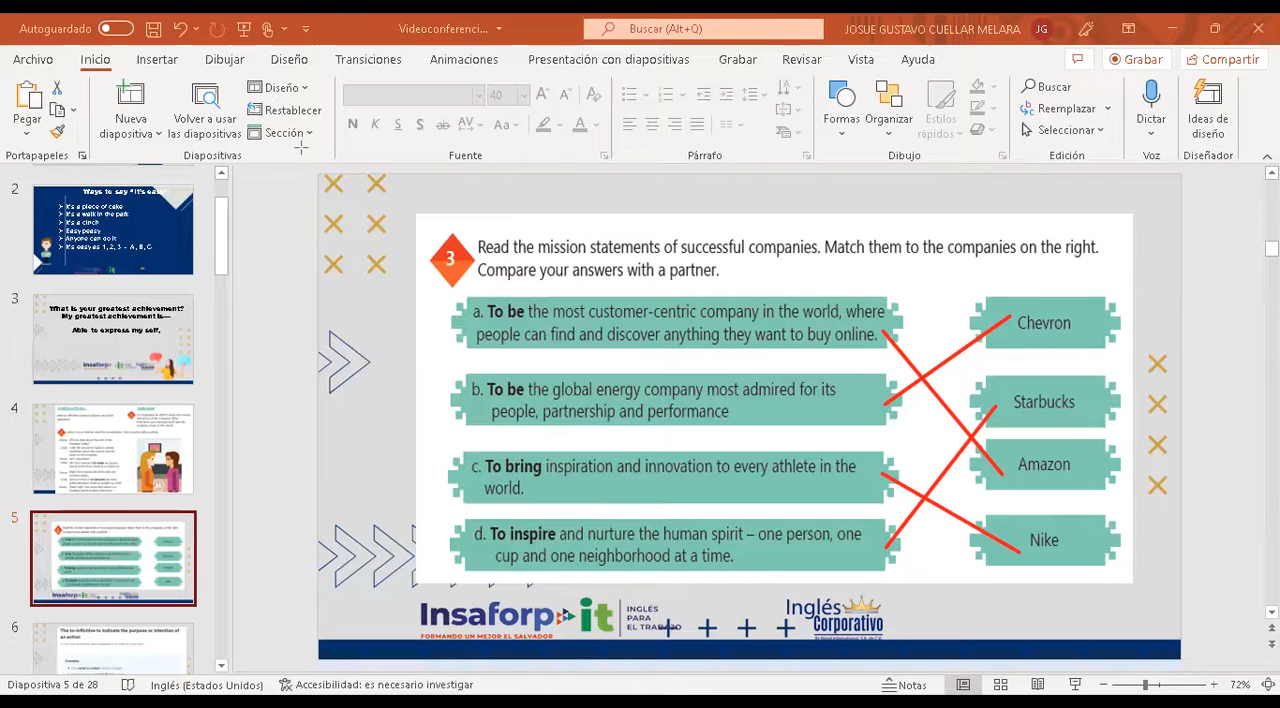 Autoguardado
Videoconferenci...
Buscar (Alt+Q)
JOSUE GUSTAVO CUELLAR MELARA
JG
Archivo Inicio Insertar Dibujar Diseño Transiciones Animaciones Presentación con diapositivas Grabar Revisar Vista Ayuda
Grabar
Compartir
Pegar
Portapapeles
Nueva
diapositiva
Volver a usar
las diapositivas
Diseño
Restablecer
Sección
Diapositivas
40
N K S S ab AV Aa A
Fuente
Párrafo
Formas
Organizar
Estilos
rápidos
Dibujo
Buscar
Reemplazar
Seleccionar
Edición
Dictar
Voz
Ideas de
diseño
Diseñador
2
Ways to say "It's easy"
It's a piece of cake
It's a walk in the park
It's a cinch
Easy peasy
Anyone can do it
It's easy as 1, 2, 3 - A, B, C
3
What is your greatest achievement?
My greatest achievement is—
Able to express my self,
4
5
6
The to-infinitive to indicate the purpose or intention of
an action
3
Read the mission statements of successful companies. Match them to the companies on the right.
Compare your answers with a partner.
a. To be the most customer-centric company in the world, where
people can find and discover anything they want to buy online.
b. To be the global energy company most admired for its
people, partnership and performance
c. To bring inspiration and innovation to every athlete in the
world.
d. To inspire and nurture the human spirit – one person, one
cup and one neighborhood at a time.
Chevron
Starbucks
Amazon
Nike
Insaforp
FORMANDO UN MEJOR EL SALVADOR
it
INGLÉS
PARA
EL TRABAJO
Inglés
Corporativo
Diapositiva 5 de 28
Inglés (Estados Unidos)
Accesibilidad: es necesario investigar
Notas
72%